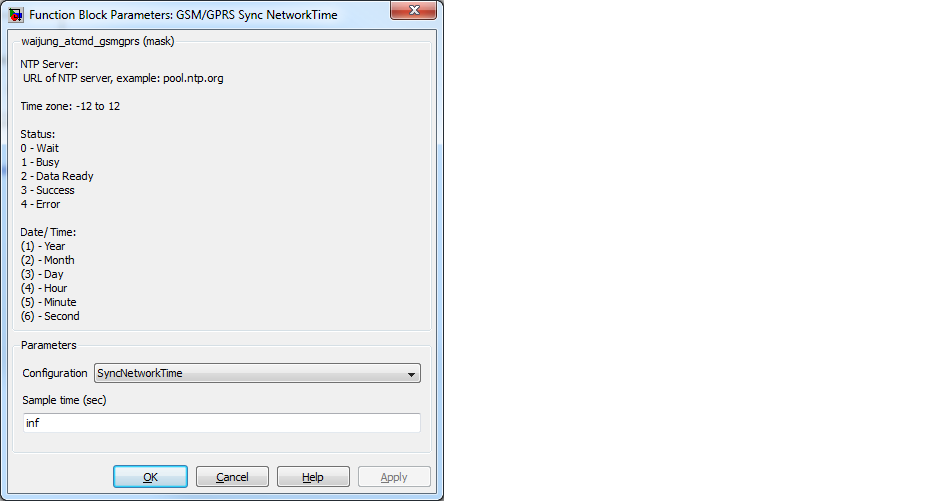 Function Block Parameters: GSM/GPRS Sync NetworkTime
waijung_atcmd_gsmgprs (mask)
NTP Server:
URL of NTP server, example: pool.ntp.org
Time zone: -12 to 12
Status:
0 - Wait
1 - Busy
2 - Data Ready
3 - Success
4 - Error
Date/Time:
(1) - Year
(2) - Month
(3) - Day
(4) - Hour
(5) - Minute
(6) - Second
Parameters
Configuration SyncNetworkTime
Sample time (sec)
inf
OK Cancel Help Apply